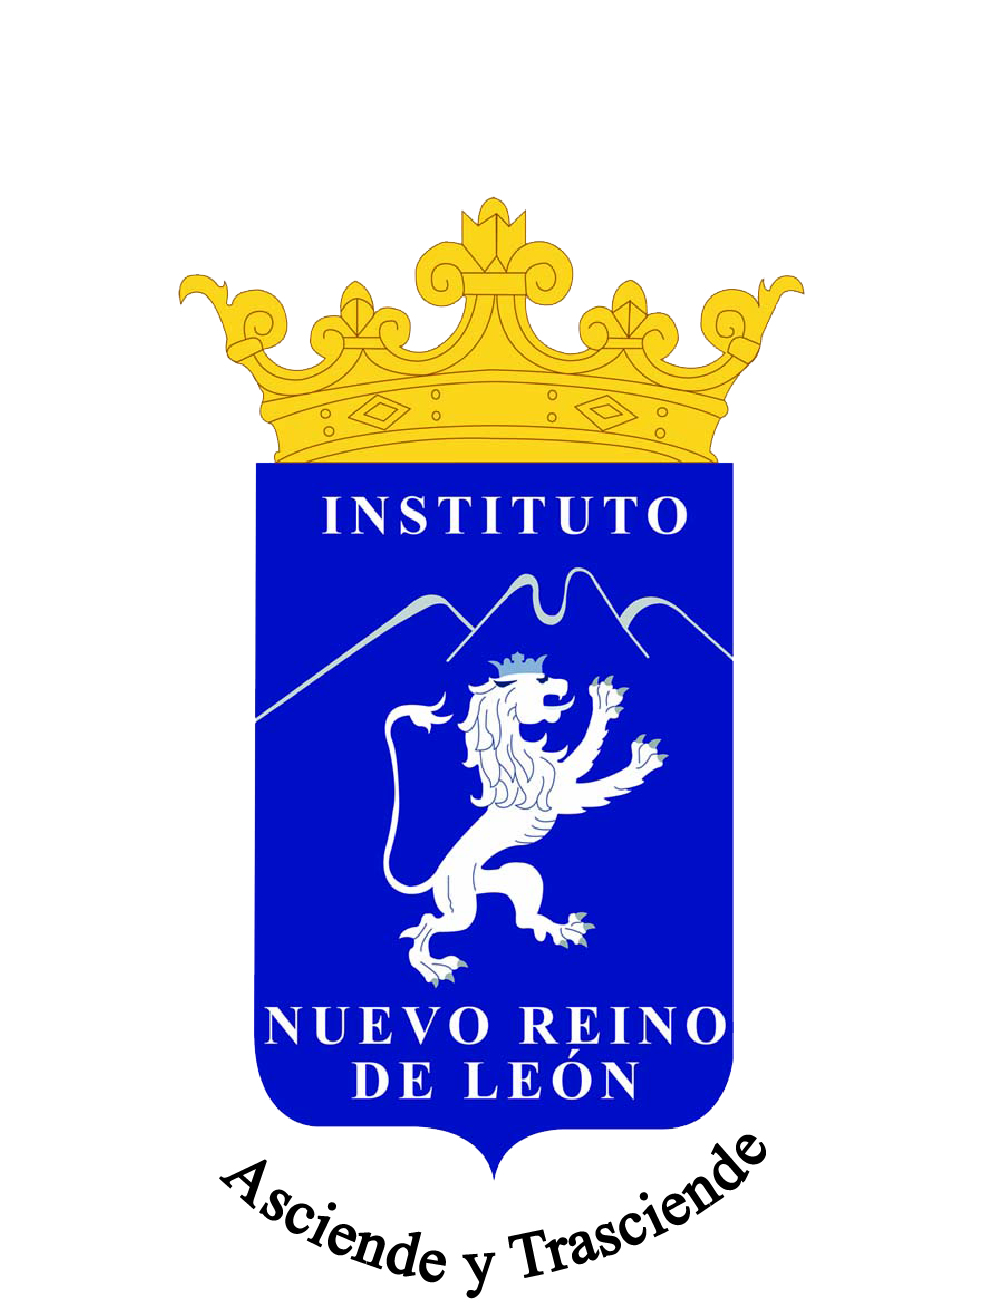 INSTITUTO
NUEVO REINO
DE LEÓN
Asciende y Trasciende